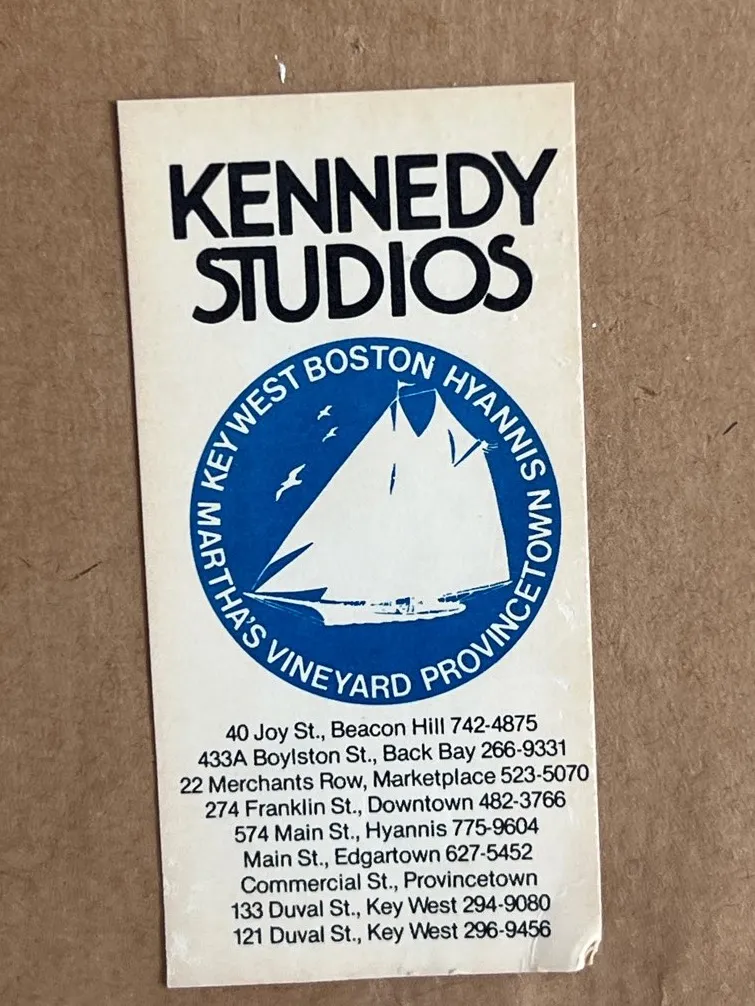 KENNEDY
STUDIOS
MARTHA'S VINEYARD KEY WEST BOSTON HYANNIS PROVINCETOWN
40 Joy St., Beacon Hill 742-4875
433A Boylston St., Back Bay 266-9331
22 Merchants Row, Marketplace 523-5070
274 Franklin St., Downtown 482-3766
574 Main St., Hyannis 775-9604
Main St., Edgartown 627-5452
Commercial St., Provincetown
133 Duval St., Key West 294-9080
121 Duval St., Key West 296-9456